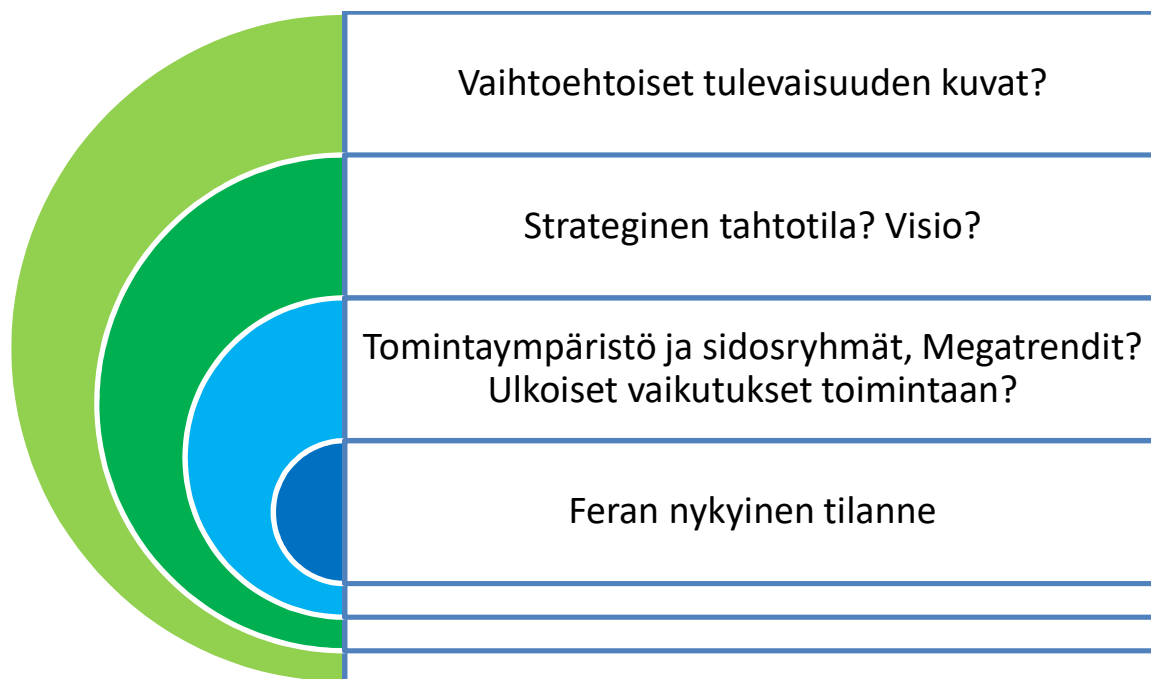 Vaihtoehtoiset tulevaisuuden kuvat?
Strateginen tahtotila? Visio?
Tomintaympäristö ja sidosryhmät, Megatrendit?
Ulkoiset vaikutukset toimintaan?
Feran nykyinen tilanne